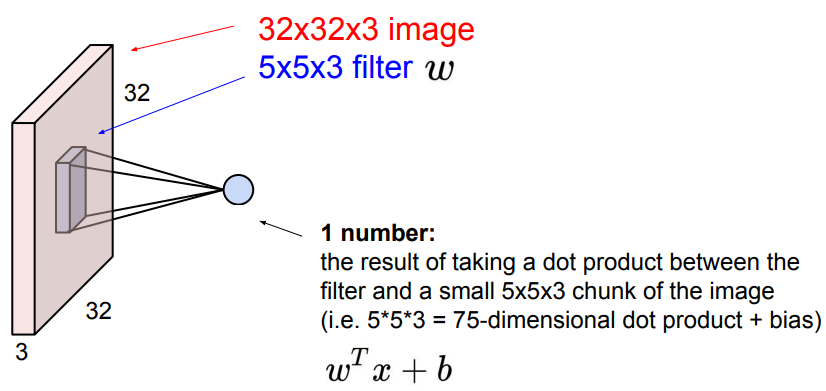 32x32x3 image
5x5x3 filter w
32
32
3
1 number:
the result of taking a dot product between the
filter and a small 5x5x3 chunk of the image
(i.e. 5*5*3 = 75-dimensional dot product + bias)
w^T x + b